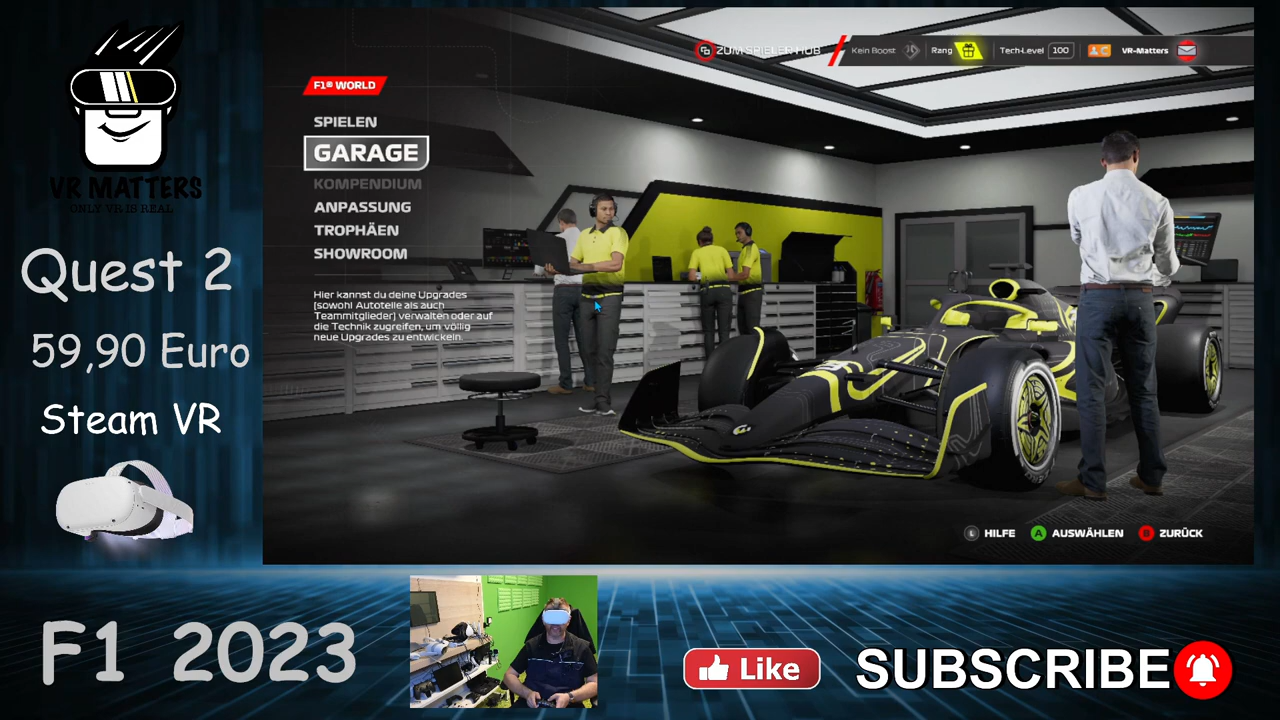 VR MATTERS
ONLY VR IS REAL
Quest 2
59,90 Euro
Steam VR
ZUM SPIELER HUB
Kein Boost
Rang
Tech-Level 100
VR-Matters
F1® WORLD
SPIELEN
GARAGE
KOMPENDIUM
ANPASSUNG
TROPHÄEN
SHOWROOM
Hier kannst du deine Upgrades
(sowohl Autoteile als auch
Teammitglieder) verwalten oder auf
die Technik zugreifen, um völlig
neue Upgrades zu entwickeln.
L HILFE A AUSWÄHLEN B ZURÜCK
F1 2023
Like
SUBSCRIBE